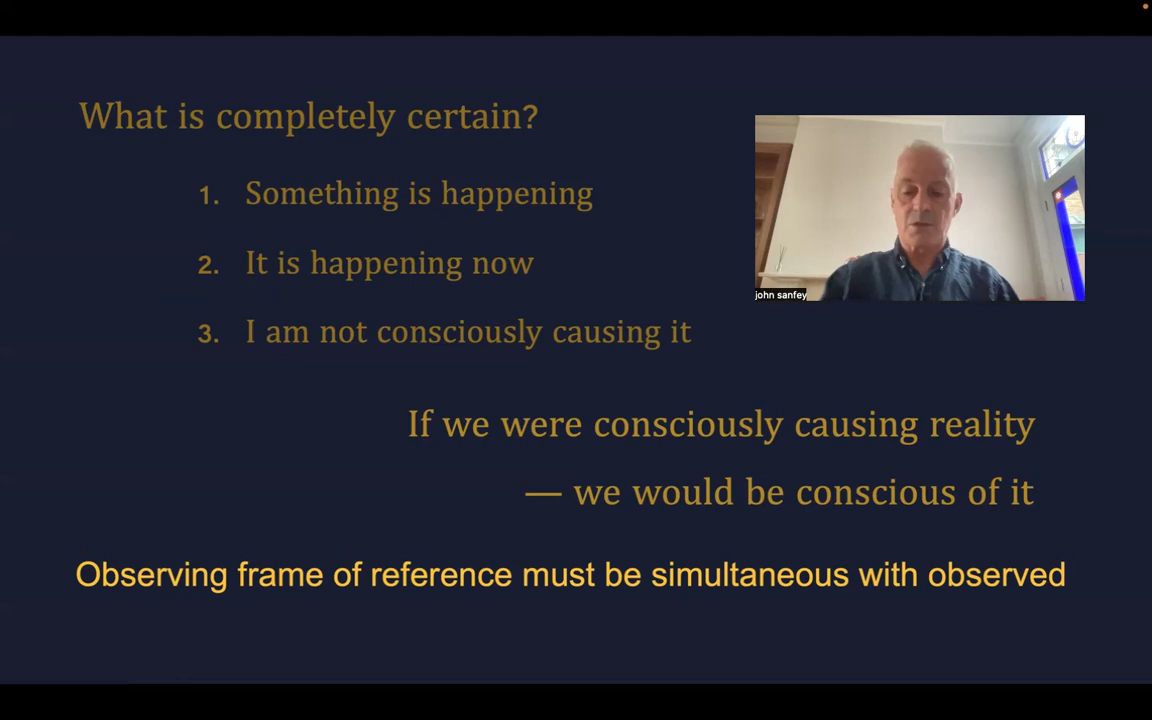 What is completely certain?
1. Something is happening
2. It is happening now
3. I am not consciously causing it
If we were consciously causing reality
— we would be conscious of it
Observing frame of reference must be simultaneous with observed
john sanfey